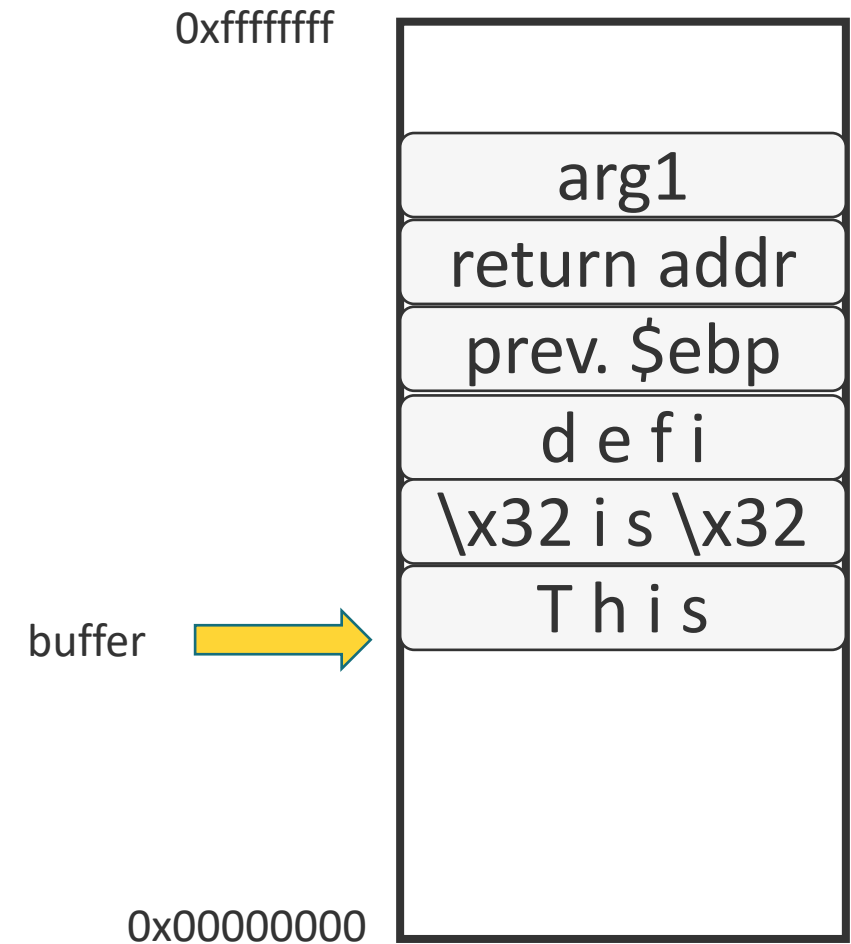 0xffffffff
arg1
return addr
prev. $ebp
d e f i
\x32 i s \x32
T h i s
buffer
0x00000000